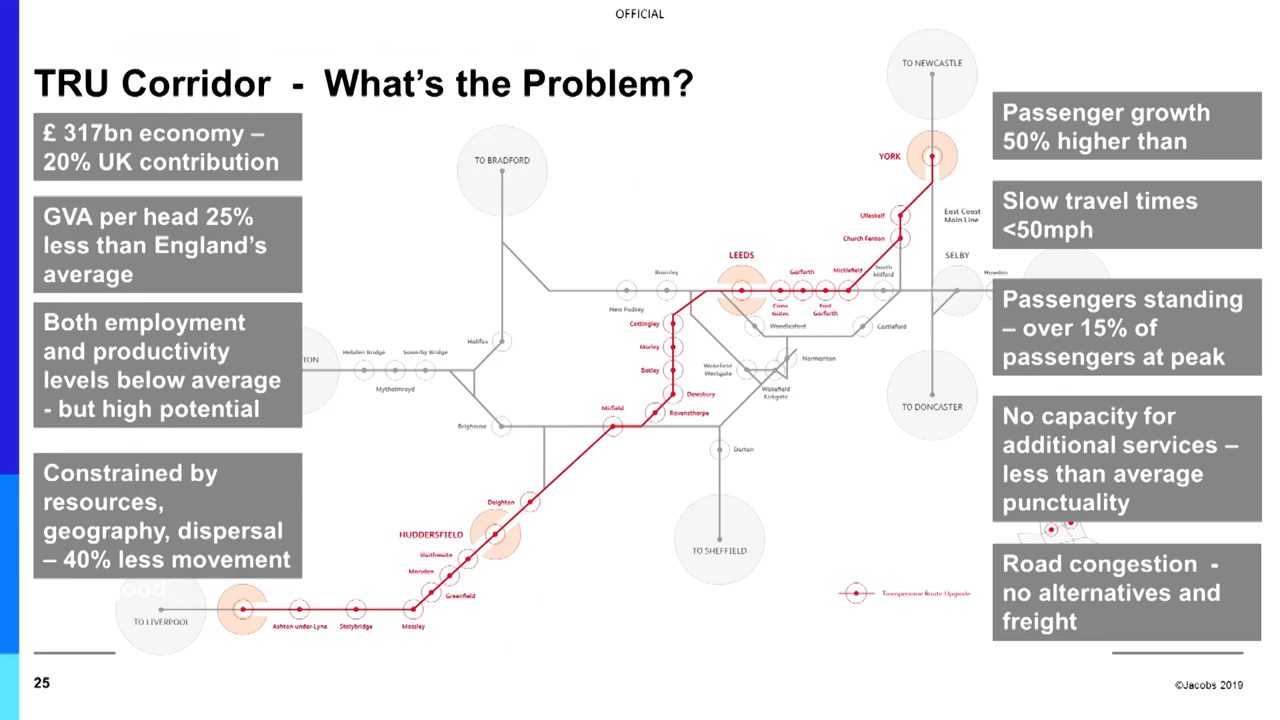 OFFICIAL
TRU Corridor - What's the Problem?
£ 317bn economy –
20% UK contribution
GVA per head 25%
less than England's
average
Both employment
and productivity
levels below average
- but high potential
Constrained by
resources,
geography, dispersal
– 40% less movement
Passenger growth
50% higher than
Slow travel times
<50mph
Passengers standing
– over 15% of
passengers at peak
No capacity for
additional services –
less than average
punctuality
Road congestion -
no alternatives and
freight
TO NEWCASTLE
YORK
TO BRADFORD
Ulleskelf
East Coast
Main Line
Church Fenton
LEEDS
SELBY
Bramley
Garforth
Micklefield
South
Milford
Howden
New Pudsey
Cross
Gates
East
Garforth
Cottingley
Woodlesford
Castleford
Halifax
Morley
Hebden Bridge
Sowerby Bridge
TON
Normanton
Batley
Wakefield
Westgate
Mytholmroyd
Wakefield
Kirkgate
Dewsbury
TO DONCASTER
Mirfield
Ravensthorpe
Brighouse
Darton
Deighton
HUDDERSFIELD
TO SHEFFIELD
Slaithwaite
Marsden
Greenfield
Transpennine Route Upgrade
TO LIVERPOOL
Ashton-under-Lyne
Stalybridge
Mossley
25
©Jacobs 2019